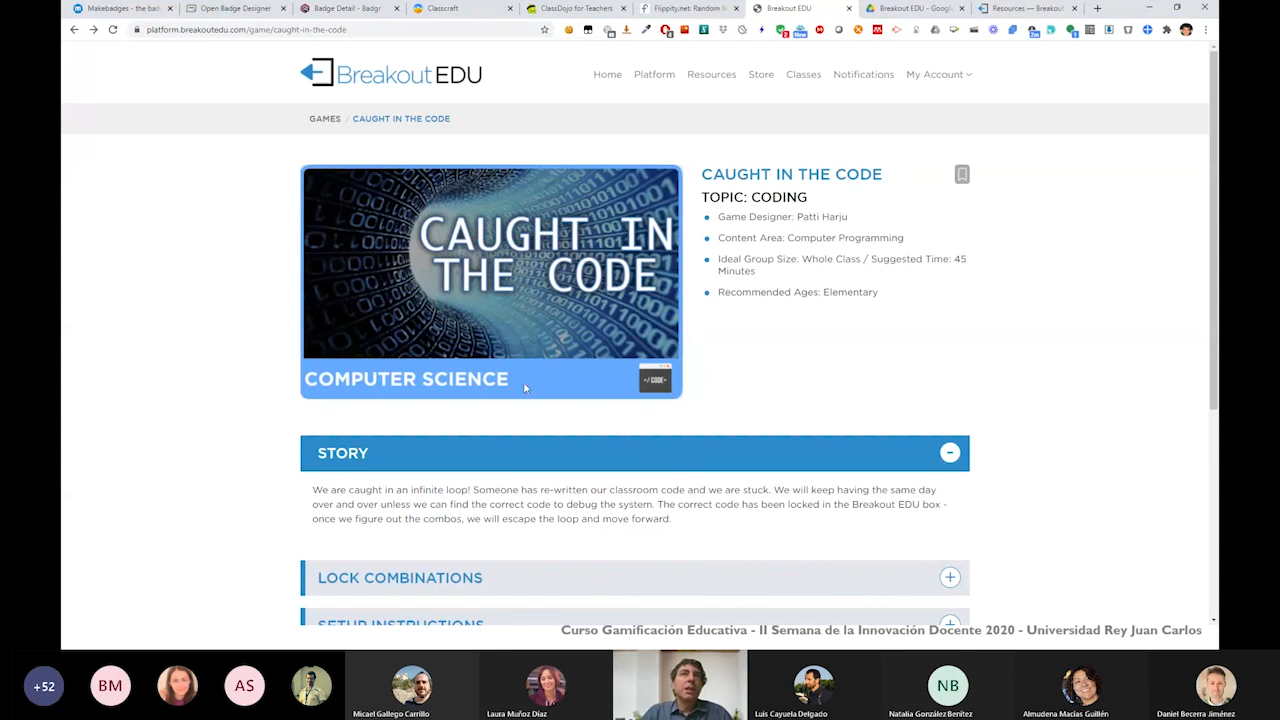 Makebadges - the bad
Open Badge Designer
Badge Detail - Badgr
Classcraft
ClassDojo for Teachers
Flippity.net: Random N
Breakout EDU
Breakout EDU - Google
Resources — Breakout
platform.breakoutedu.com/game/caught-in-the-code
Breakout EDU
Home Platform Resources Store Classes Notifications My Account
GAMES / CAUGHT IN THE CODE
CAUGHT IN
THE CODE
COMPUTER SCIENCE
</ CODE>
CAUGHT IN THE CODE
TOPIC: CODING
Game Designer: Patti Harju
Content Area: Computer Programming
Ideal Group Size: Whole Class / Suggested Time: 45
Minutes
Recommended Ages: Elementary
STORY
We are caught in an infinite loop! Someone has re-written our classroom code and we are stuck. We will keep having the same day
over and over unless we can find the correct code to debug the system. The correct code has been locked in the Breakout EDU box -
once we figure out the combos, we will escape the loop and move forward.
LOCK COMBINATIONS
SETUP INSTRUCTIONS
Curso Gamificación Educativa - II Semana de la Innovación Docente 2020 - Universidad Rey Juan Carlos
+52
BM
AS
NB
Micael Gallego Carrillo
Laura Muñoz Díaz
Luis Cayuela Delgado
Natalia González Benítez
Almudena Macías Guillén
Daniel Becerra Jiménez